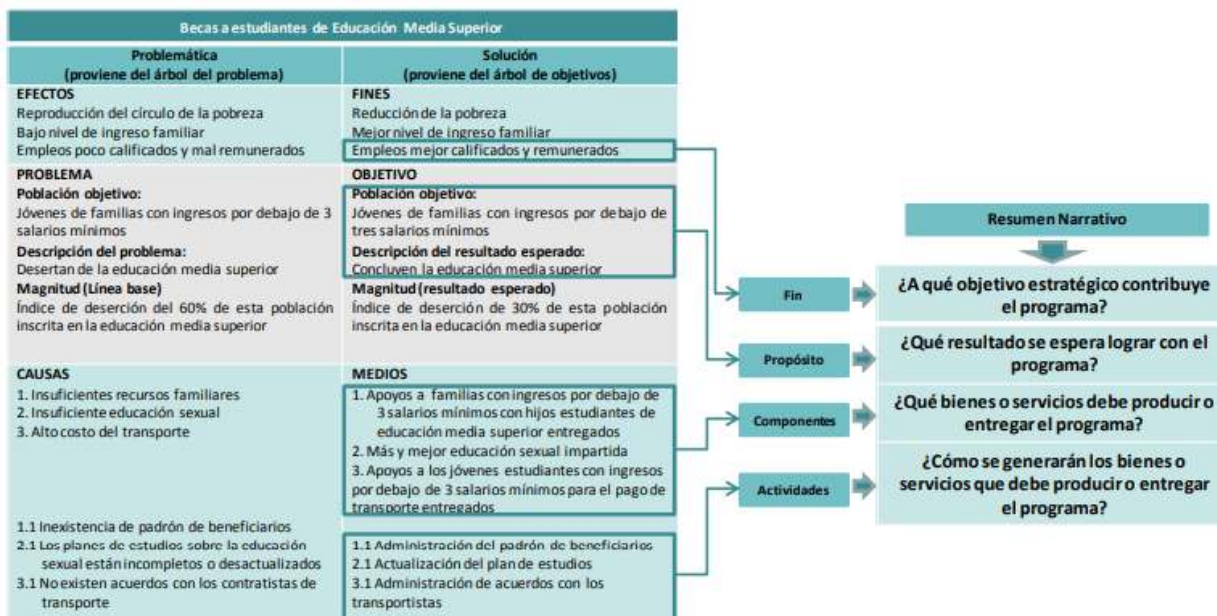 Becas a estudiantes de Educación Media Superior
Problemática
(proviene del árbol del problema)
Solución
(proviene del árbol de objetivos)
EFECTOS
Reproducción del círculo de la pobreza
Bajo nivel de ingreso familiar
Empleos poco calificados y mal remunerados
FINES
Reducción de la pobreza
Mejor nivel de ingreso familiar
Empleos mejor calificados y remunerados
PROBLEMA
Población objetivo:
Jóvenes de familias con ingresos por debajo de 3
salarios mínimos
Descripción del problema:
Desertan de la educación media superior
Magnitud (Línea base)
Índice de deserción del 60% de esta población
inscrita en la educación media superior
OBJETIVO
Población objetivo:
Jóvenes de familias con ingresos por debajo de
tres salarios mínimos
Descripción del resultado esperado:
Concluyen la educación media superior
Magnitud (resultado esperado)
Índice de deserción de 30% de esta población
inscrita en la educación media superior
CAUSAS
1. Insuficientes recursos familiares
2. Insuficiente educación sexual
3. Alto costo del transporte
1.1 Inexistencia de padrón de beneficiarios
2.1 Los planes de estudios sobre la educación
sexual están incompletos o desactualizados
3.1 No existen acuerdos con los contratistas de
transporte
MEDIOS
1. Apoyos a familias con ingresos por debajo de
3 salarios mínimos con hijos estudiantes de
educación media superior entregados
2. Más y mejor educación sexual impartida
3. Apoyos a los jóvenes estudiantes con ingresos
por debajo de 3 salarios mínimos para el pago de
transporte entregados
1.1 Administración del padrón de beneficiarios
2.1 Actualización del plan de estudios
3.1 Administración de acuerdos con los
transportistas
Resumen Narrativo
Fin
¿A qué objetivo estratégico contribuye
el programa?
Propósito
¿Qué resultado se espera lograr con el
programa?
Componentes
¿Qué bienes o servicios debe producir o
entregar el programa?
Actividades
¿Cómo se generarán los bienes o
servicios que debe producir o entregar
el programa?